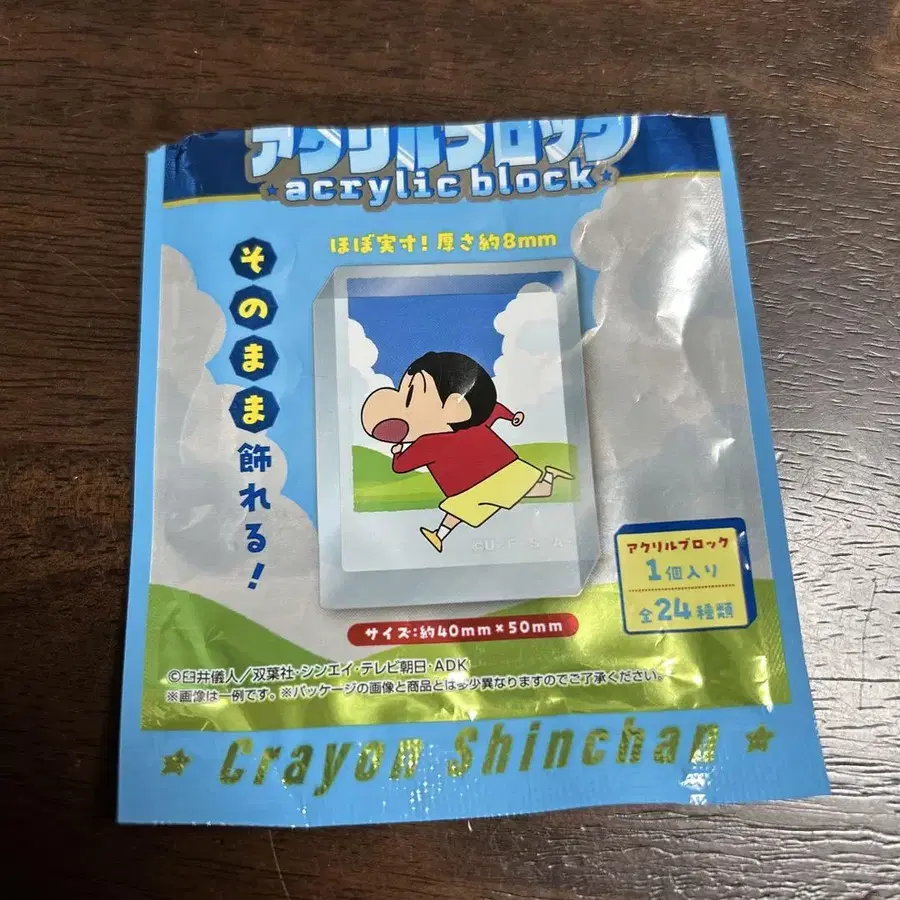 アクリルブロック
acrylic block
ほぼ実寸!厚さ約8mm
そのまま飾れる!
©U F S A
アクリルブロック
1個入り
全24種類
サイズ:約40mm×50mm
©臼井儀人/双葉社・シンエイ・テレビ朝日・ADK
※画像は一例です。※パッケージの画像と商品とは多少異なりますのでご了承ください。
Crayon Shinchan